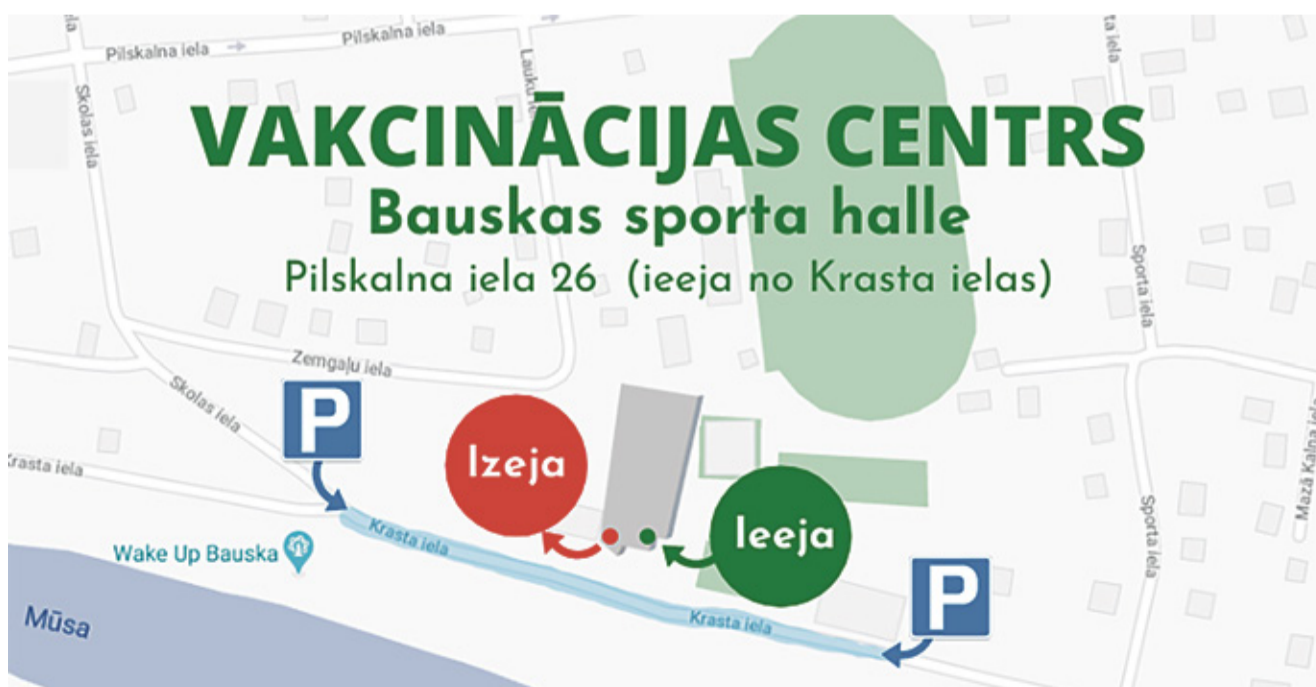 Pilskalna iela
Pilskalna iela
Skolas iela
VAKCINĀCIJAS CENTRS
Bauskas sporta halle
Pilskalna iela 26 (ieeja no Krasta ielas)
Sporta iela
Zemgaļu iela
Skolas iela
P
Izeja
Ieeja
Krasta iela
Wake Up Bauska
Krasta iela
Sporta iela
Mazā Kalna
P
Krasta iela
Mūsa